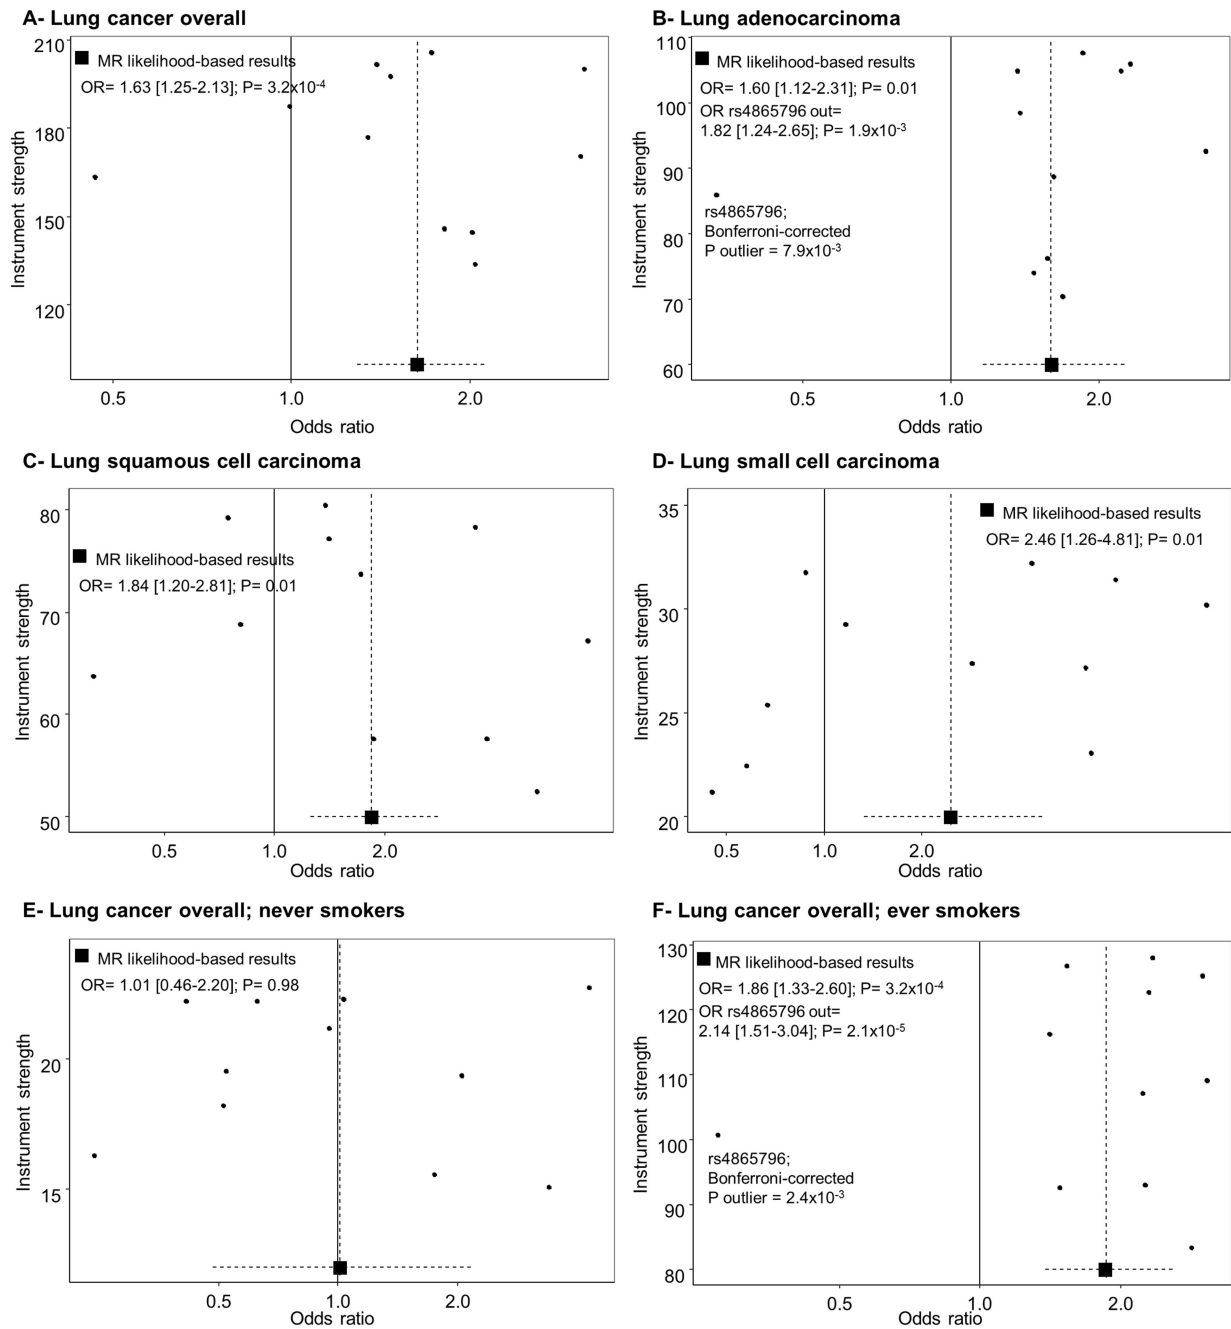 A- Lung cancer overall
210
MR likelihood-based results
OR= 1.63 [1.25-2.13]; P= 3.2x10-4
180
150
120
Instrument strength
0.5 1.0 2.0
Odds ratio
B- Lung adenocarcinoma
110
MR likelihood-based results
OR= 1.60 [1.12-2.31]; P= 0.01
OR rs4865796 out=
1.82 [1.24-2.65]; P= 1.9x10-3
100
90
80
70
60
rs4865796;
Bonferroni-corrected
P outlier = 7.9x10-3
Instrument strength
0.5 1.0 2.0
Odds ratio
C- Lung squamous cell carcinoma
80
MR likelihood-based results
OR= 1.84 [1.20-2.81]; P= 0.01
70
60
50
Instrument strength
0.5 1.0 2.0
Odds ratio
D- Lung small cell carcinoma
35
MR likelihood-based results
OR= 2.46 [1.26-4.81]; P= 0.01
30
25
20
Instrument strength
0.5 1.0 2.0
Odds ratio
E- Lung cancer overall; never smokers
MR likelihood-based results
OR= 1.01 [0.46-2.20]; P= 0.98
20
15
Instrument strength
0.5 1.0 2.0
Odds ratio
F- Lung cancer overall; ever smokers
130
MR likelihood-based results
OR= 1.86 [1.33-2.60]; P= 3.2x10-4
OR rs4865796 out=
2.14 [1.51-3.04]; P= 2.1x10-5
120
110
100
90
80
rs4865796;
Bonferroni-corrected
P outlier = 2.4x10-3
Instrument strength
0.5 1.0 2.0
Odds ratio